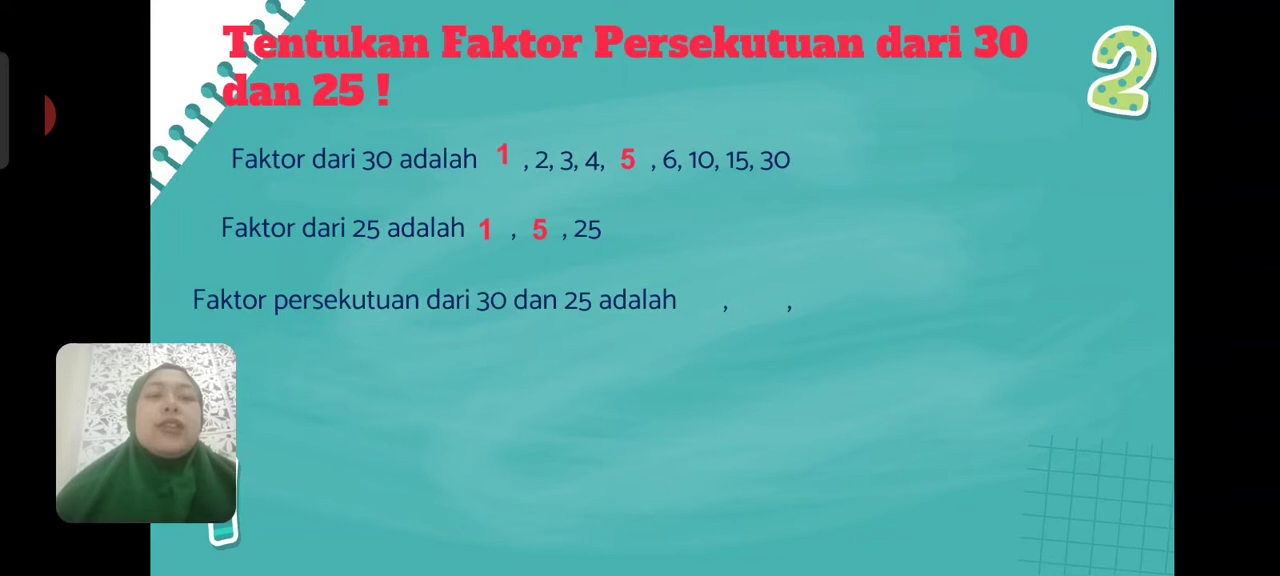 Tentukan Faktor Persekutuan dari 30
dan 25 !
2
Faktor dari 30 adalah 1 , 2, 3, 4, 5 , 6, 10, 15, 30
Faktor dari 25 adalah 1 , 5 , 25
Faktor persekutuan dari 30 dan 25 adalah , ,